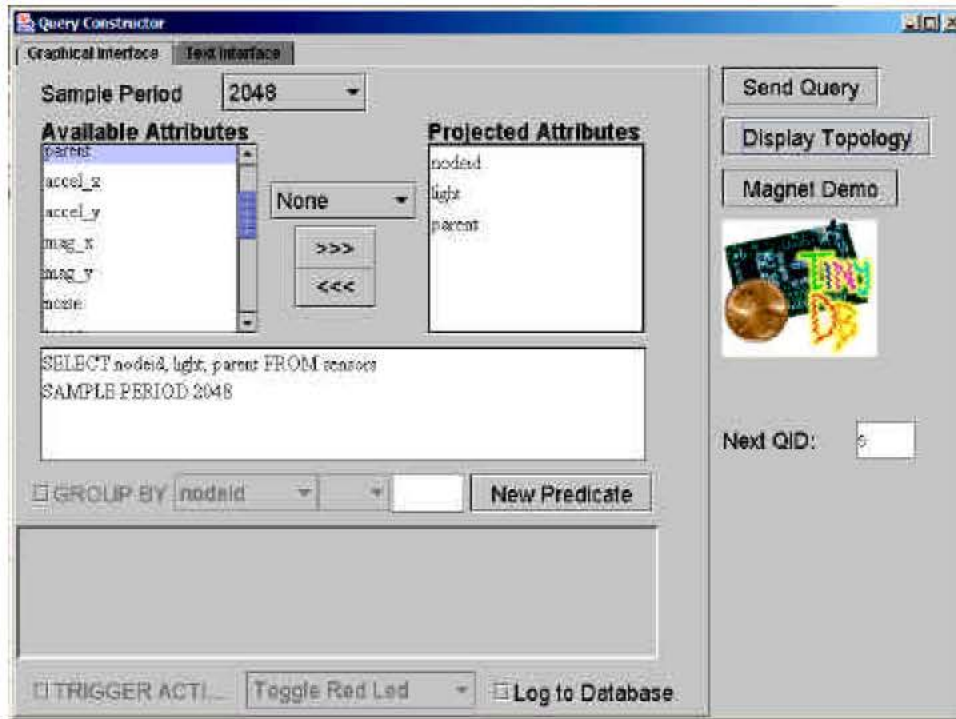 Query Constructor
Graphical Interface
Text Interface
Sample Period
2048
Available Attributes
parent
accel_x
accel_y
mag_x
mag_y
noise
None
>>>
<<<
Projected Attributes
nodeid
light
parent
SELECT nodeid, light, parent FROM sensors
SAMPLE PERIOD 2048
GROUP BY
nodeid
New Predicate
TRIGGER ACTI...
Toggle Red Led
Log to Database
Send Query
Display Topology
Magnet Demo
Tiny
DB
Next QID: